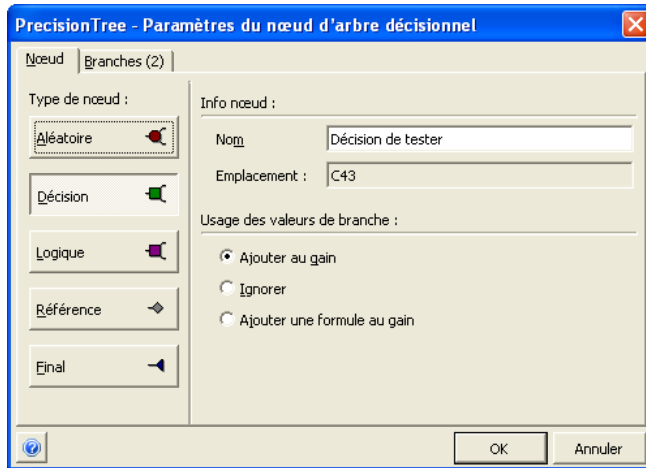 PrecisionTree - Paramètres du nœud d'arbre décisionnel
Nœud
Branches (2)
Type de nœud :
Aléatoire
Décision
Logique
Référence
Final
Info nœud :
Nom
Décision de tester
Emplacement :
C43
Usage des valeurs de branche :
Ajouter au gain
Ignorer
Ajouter une formule au gain
OK
Annuler